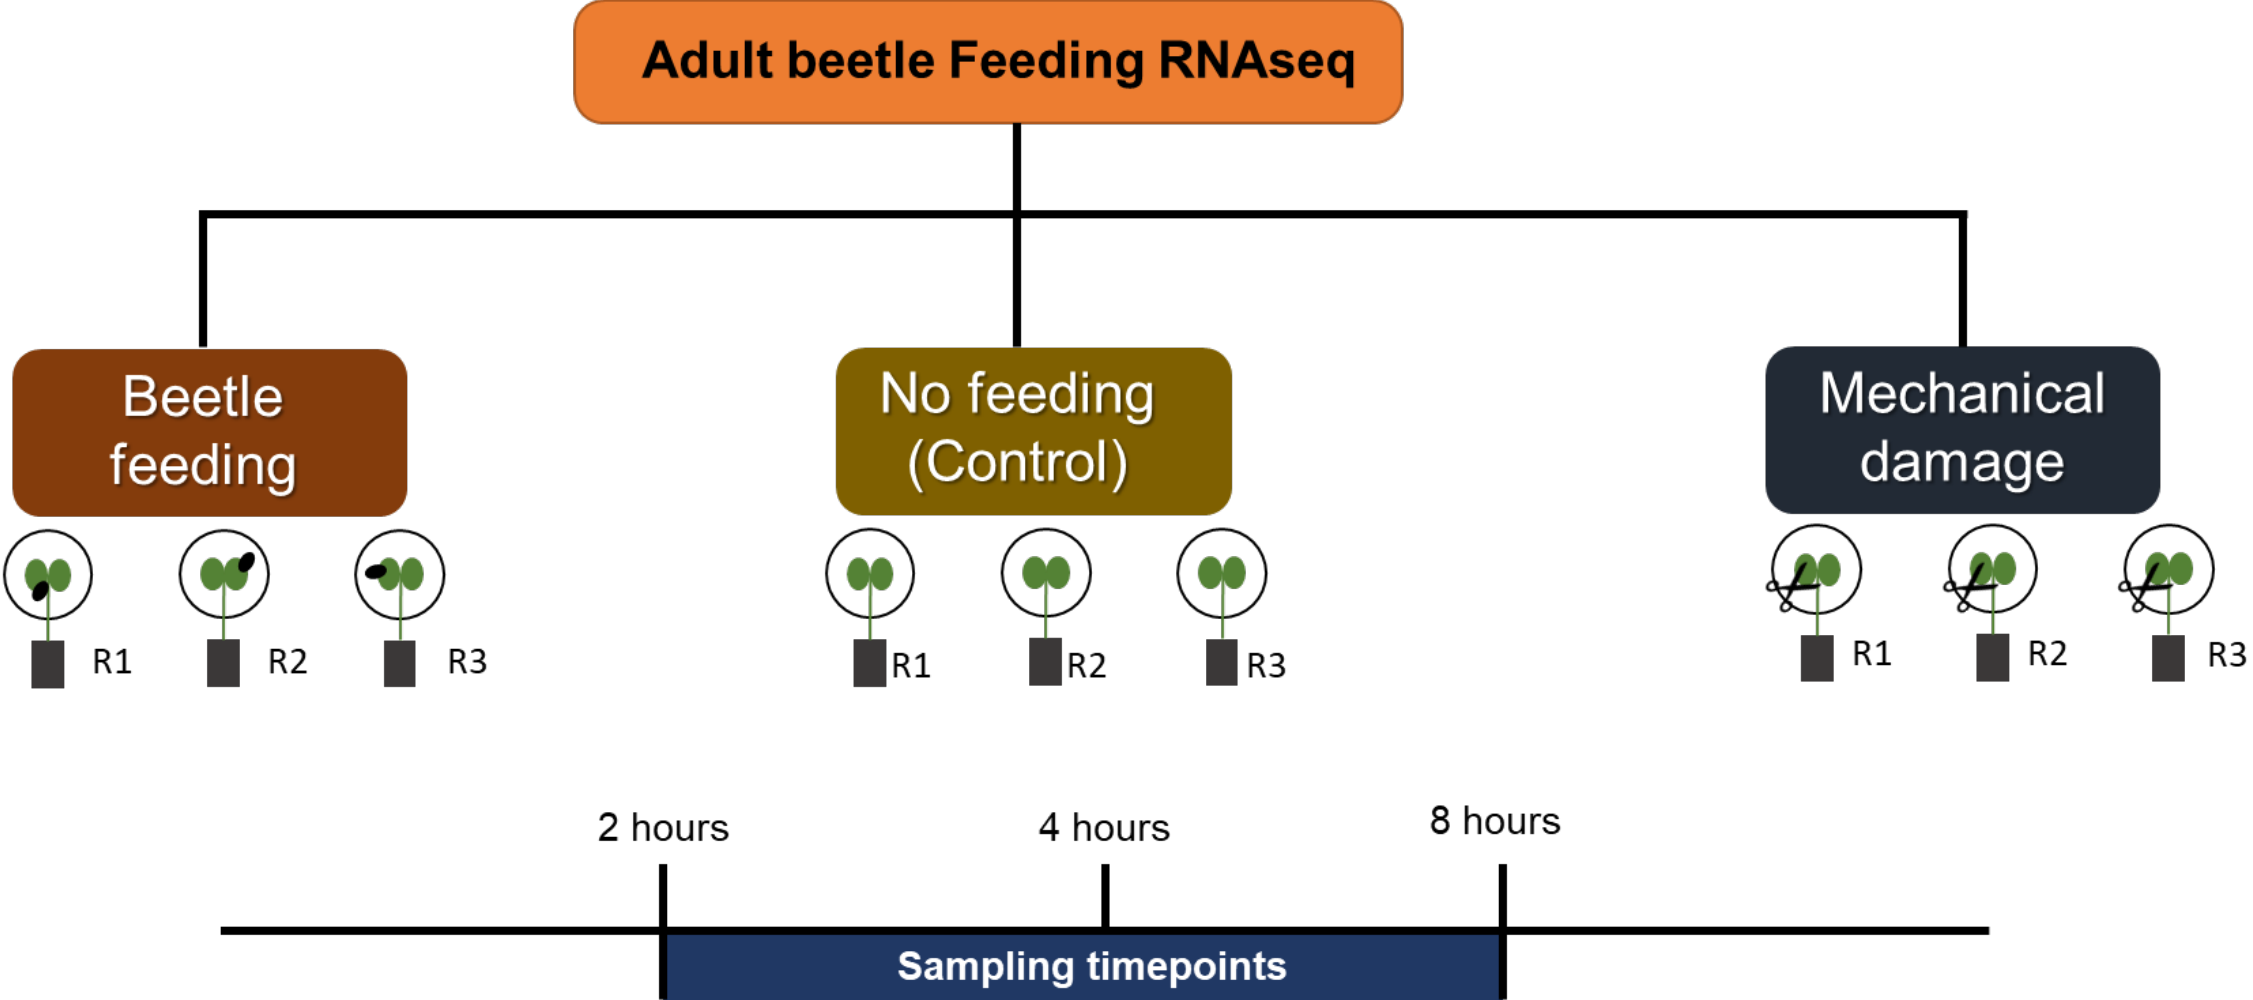 Adult beetle Feeding RNAseq
Beetle
feeding
No feeding
(Control)
Mechanical
damage
R1
R2
R3
R1
R2
R3
R1
R2
R3
2 hours
4 hours
8 hours
Sampling timepoints